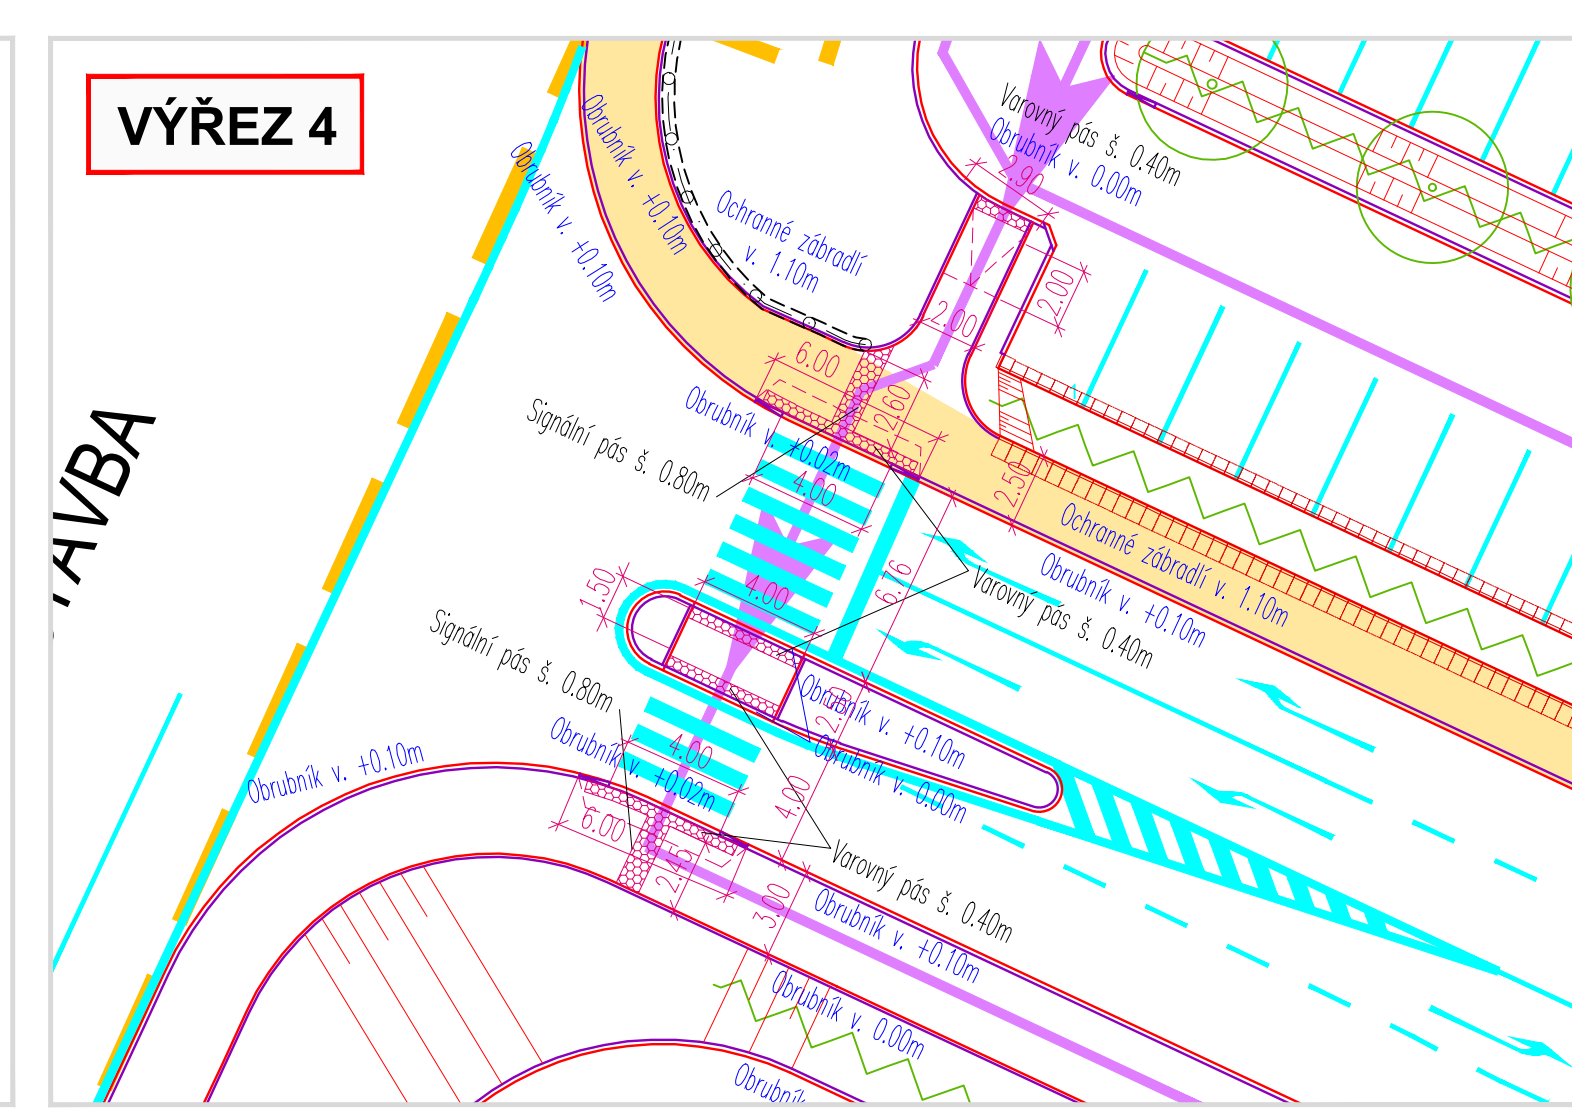 VÝŘEZ 4
Varovný pás š. 0.40m
Obrubník v. 0.00m
2.90
Obrubník v. +0.10m
Obrubník v. +0.10m
Ochranné zábradlí
v. 1.10m
2.00
2.00
6.00
Obrubník v. +0.02m
2.60
Signální pás š. 0.80m
4.00
2.50
Ochranné zábradlí v. 1.10m
Obrubník v. +0.10m
6.76
Varovný pás š. 0.40m
TAVBA
1.50
4.00
Signální pás š. 0.80m
Obrubník v. +0.10m
Obrubník v. 0.00m
Obrubník v. +0.02m
4.00
Obrubník v. +0.10m
4.00
6.00
2.45
Varovný pás š. 0.40m
3.00
Obrubník v. +0.10m
Obrubník v. 0.00m
Obrubník